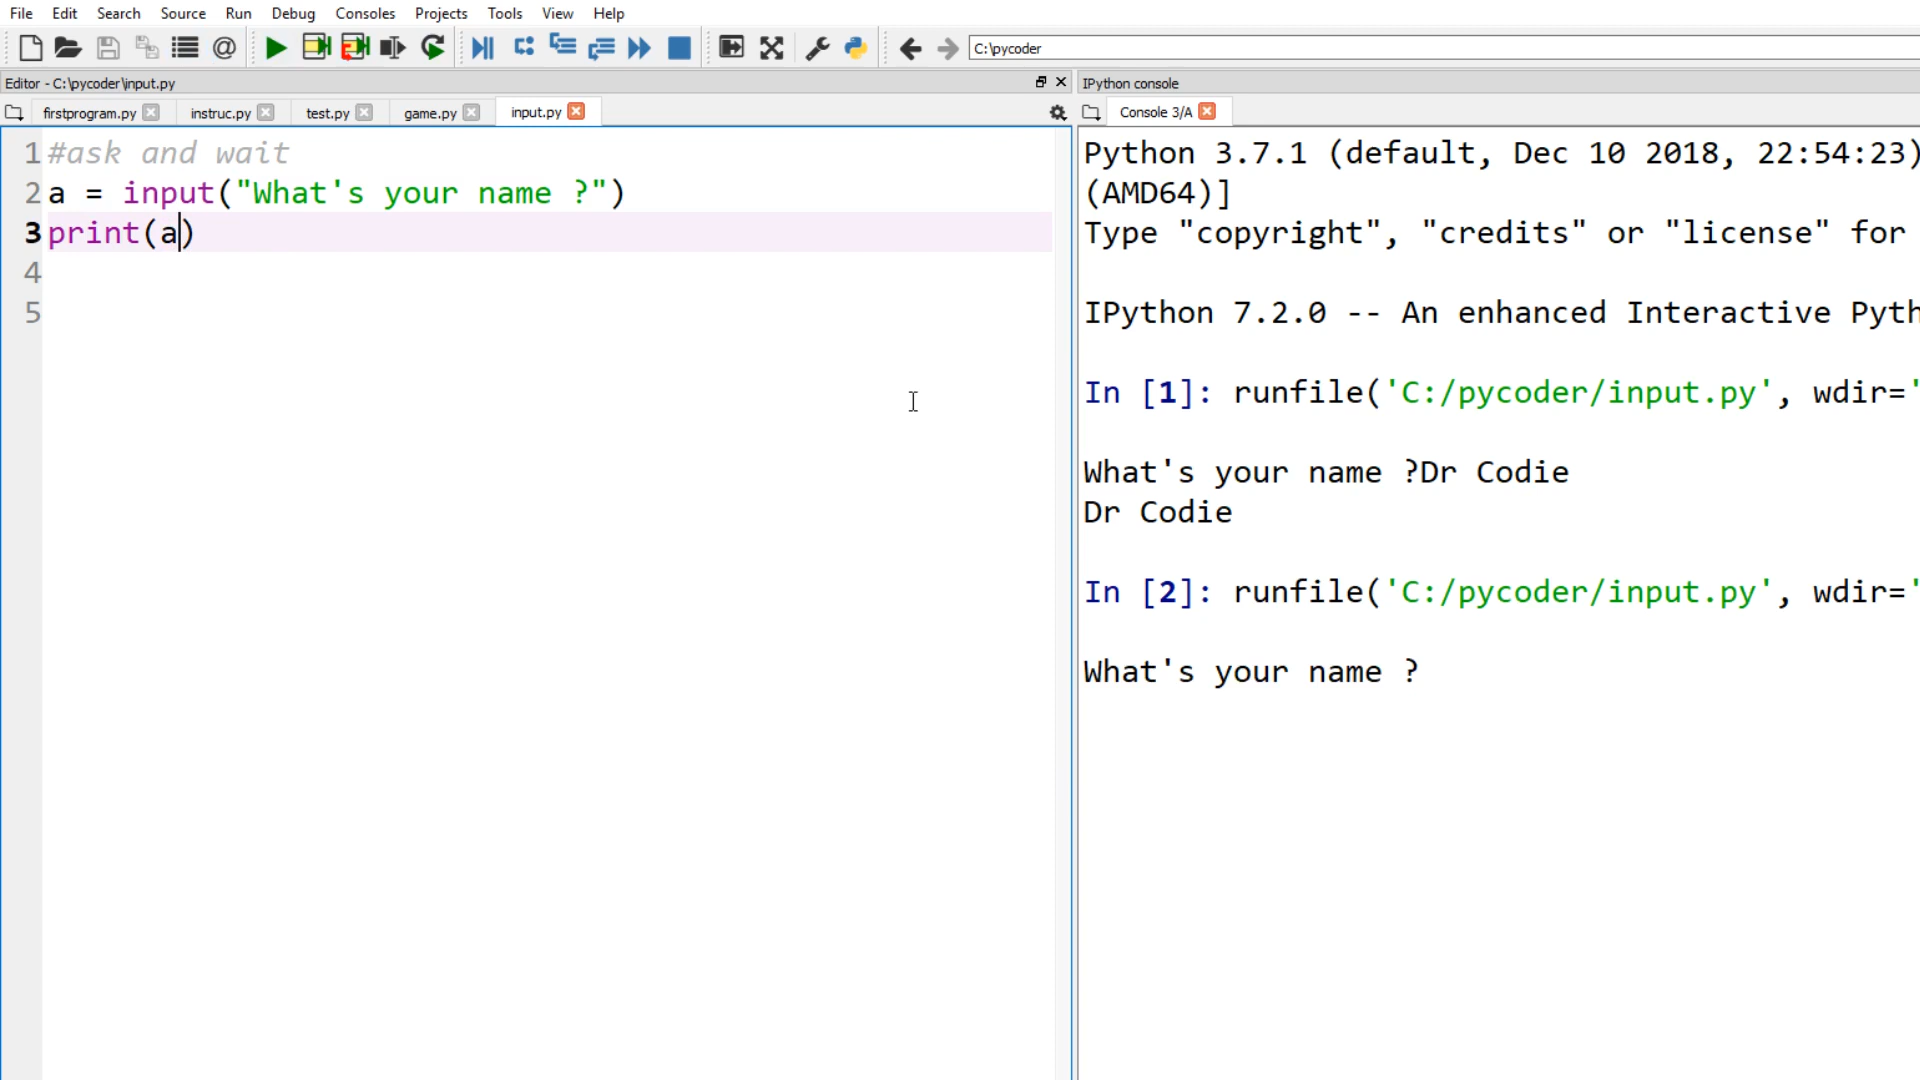 File Edit Search Source Run Debug Consoles Projects Tools View Help
C:\pycoder
Editor - C:\pycoder\input.py
IPython console
firstprogram.py instruc.py test.py game.py input.py
Console 3/A
1 #ask and wait
2 a = input("What's your name ?")
3 print(a)
4
5
Python 3.7.1 (default, Dec 10 2018, 22:54:23)
(AMD64)]
Type "copyright", "credits" or "license" for
IPython 7.2.0 -- An enhanced Interactive Pyth
In [1]: runfile('C:/pycoder/input.py', wdir='
What's your name ?Dr Codie
Dr Codie
In [2]: runfile('C:/pycoder/input.py', wdir='
What's your name ?